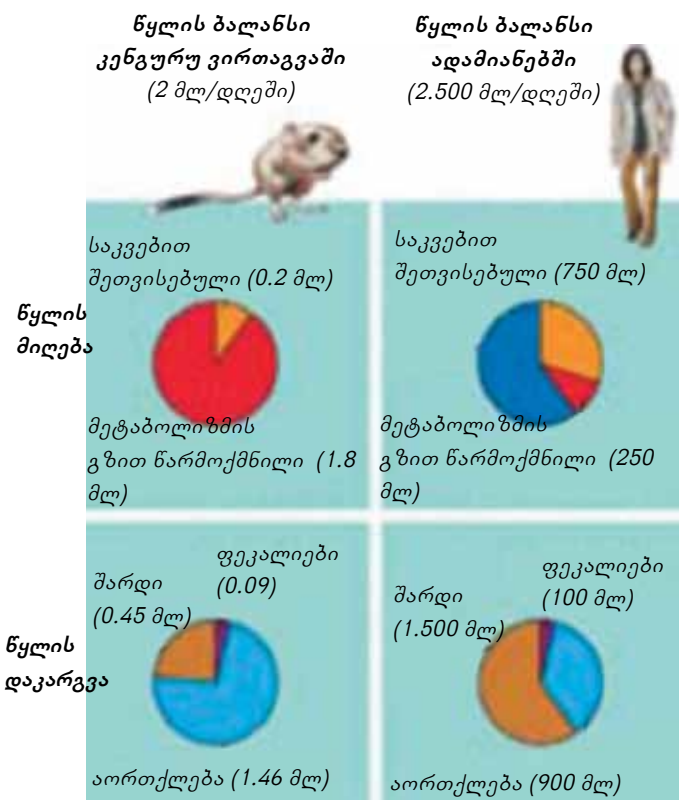 წყლის ბალანსი
კენგურუ ვირთაგვაში
(2 მლ/დღეში)
წყლის ბალანსი
ადამიანებში
(2.500 მლ/დღეში)
წყლის
მიღება
საკვებით
შეთვისებული (0.2 მლ)
მეტაბოლიზმის
გზით წარმოქმნილი (1.8
მლ)
საკვებით
შეთვისებული (750 მლ)
მეტაბოლიზმის
გზით წარმოქმნილი (250
მლ)
წყლის
დაკარგვა
ფეკალიები
(0.09)
შარდი
(0.45 მლ)
აორთქლება (1.46 მლ)
ფეკალიები
(100 მლ)
შარდი
(1.500 მლ)
აორთქლება (900 მლ)